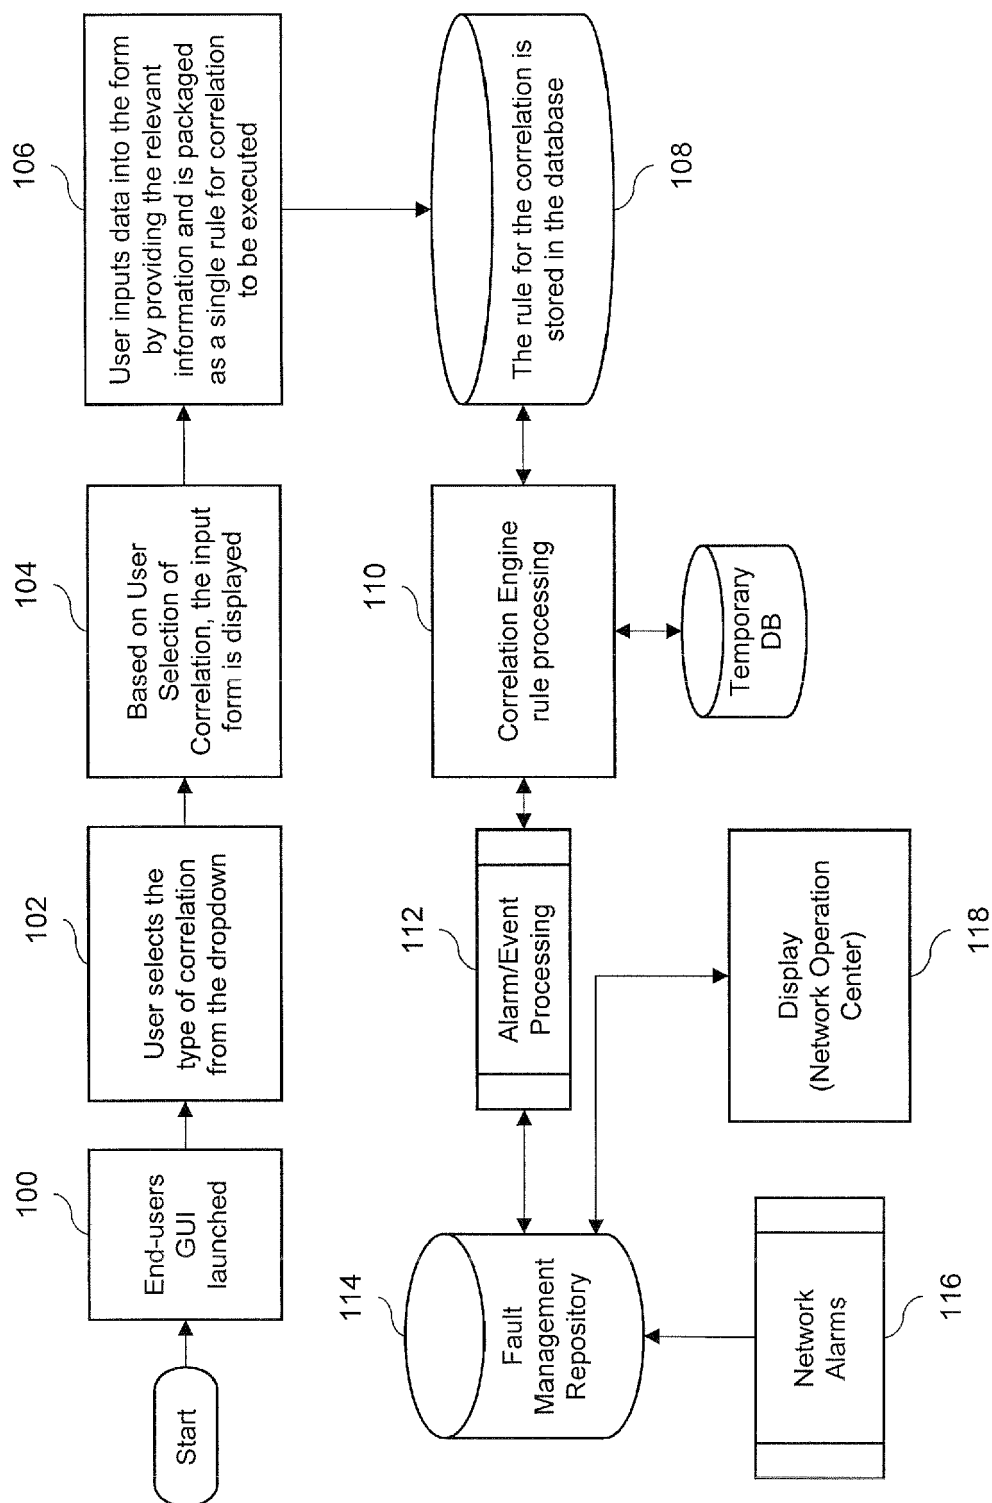 Start
100
End-users
GUI
launched
102
User selects the
type of correlation
from the dropdown
104
Based on User
Selection of
Correlation, the input
form is displayed
106
User inputs data into the form
by providing the relevant
information and is packaged
as a single rule for correlation
to be executed
114
Fault
Management
Repository
112
Alarm/Event
Processing
110
Correlation Engine
rule processing
The rule for the correlation is
stored in the database
108
Temporary
DB
Network
Alarms
116
Display
(Network Operation
Center)
118